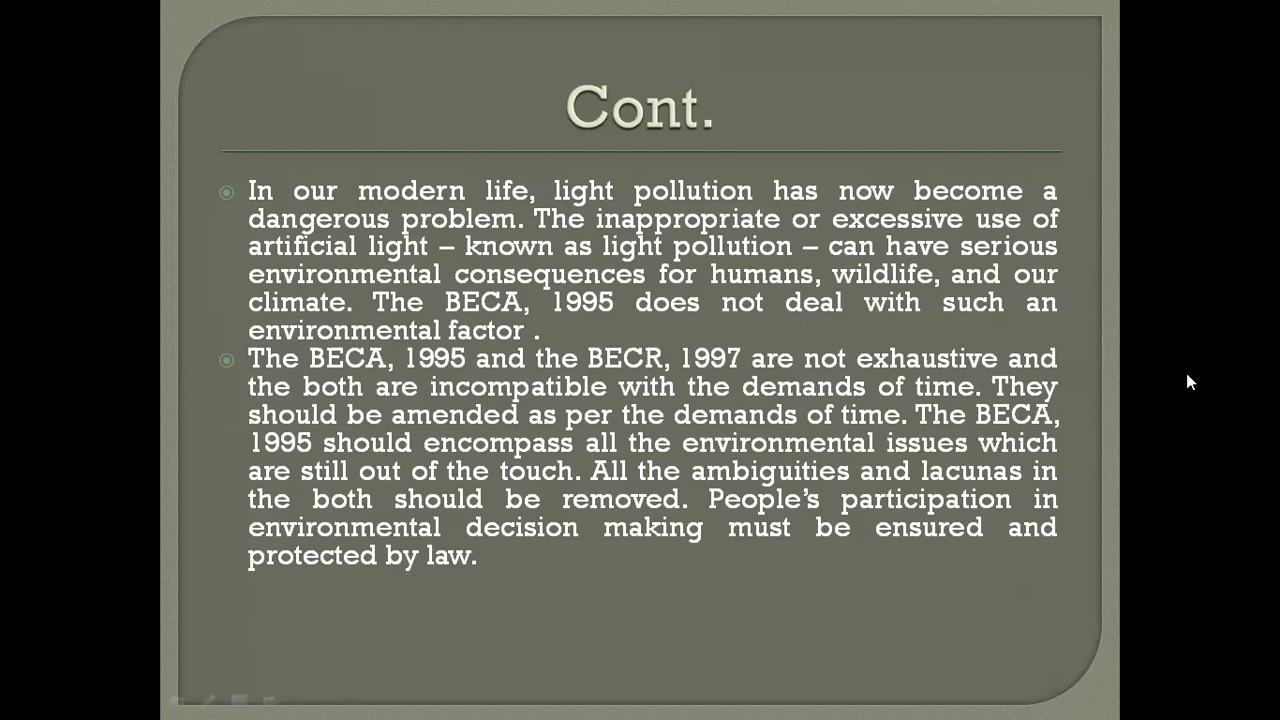 Cont.
In our modern life, light pollution has now become a
dangerous problem. The inappropriate or excessive use of
artificial light – known as light pollution – can have serious
environmental consequences for humans, wildlife, and our
climate. The BECA, 1995 does not deal with such an
environmental factor .
The BECA, 1995 and the BECR, 1997 are not exhaustive and
the both are incompatible with the demands of time. They
should be amended as per the demands of time. The BECA,
1995 should encompass all the environmental issues which
are still out of the touch. All the ambiguities and lacunas in
the both should be removed. People’s participation in
environmental decision making must be ensured and
protected by law.